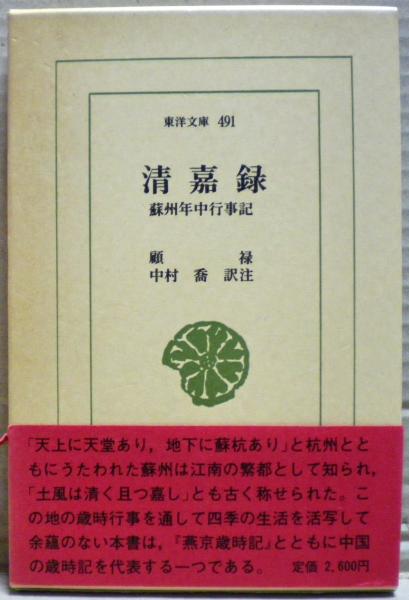 東洋文庫 491
清嘉録
蘇州年中行事記
顧 禄
中村 喬 訳注
「天上に天堂あり，地下に蘇杭あり」と杭州とと
もにうたわれた蘇州は江南の繁都として知られ，
「土風は清く且つ嘉し」とも古く称せられた。こ
の地の歳時行事を通して四季の生活を活写して
余蘊のない本書は，『燕京歳時記』とともに中国
の歳時記を代表する一つである。 定価 2,600円